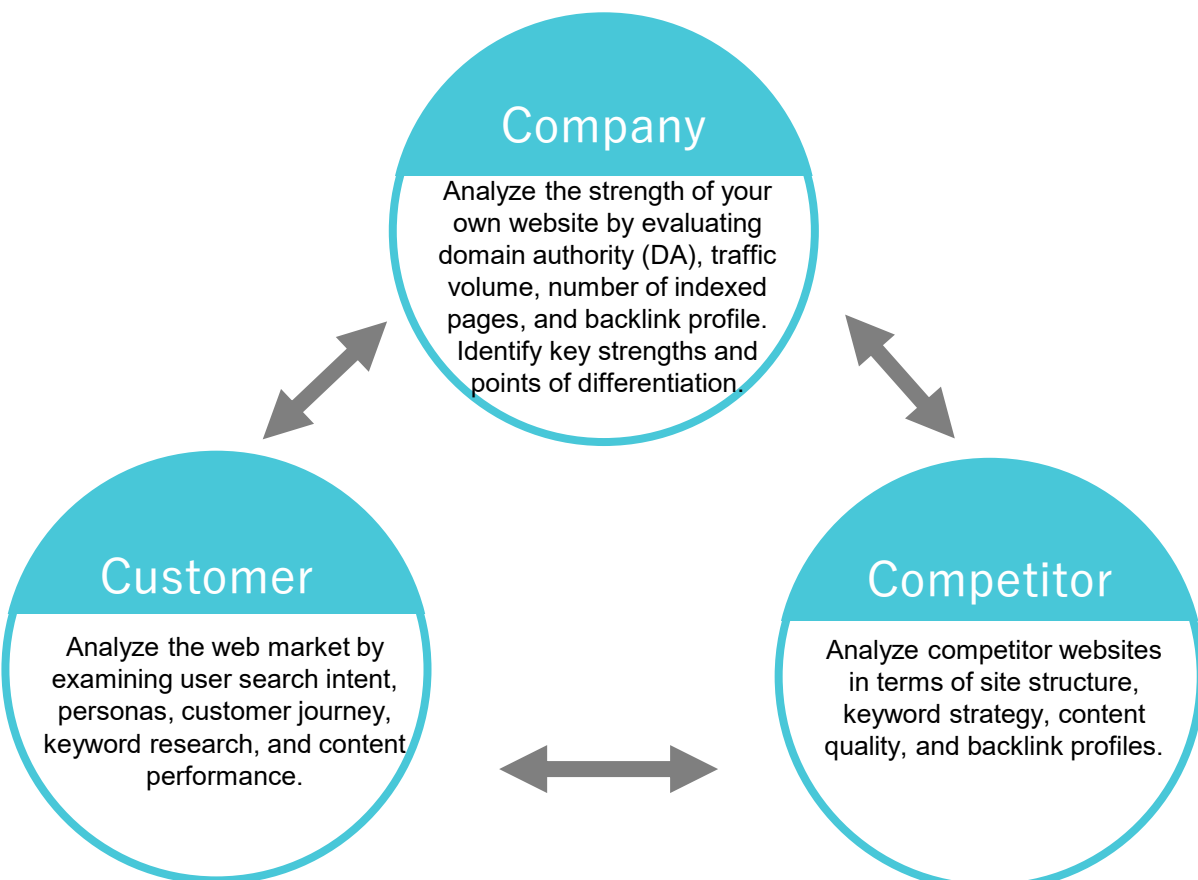 Company
Analyze the strength of your
own website by evaluating
domain authority (DA), traffic
volume, number of indexed
pages, and backlink profile.
Identify key strengths and
points of differentiation.
Customer
Analyze the web market by
examining user search intent,
personas, customer journey,
keyword research, and content
performance.
Competitor
Analyze competitor websites
in terms of site structure,
keyword strategy, content
quality, and backlink profiles.